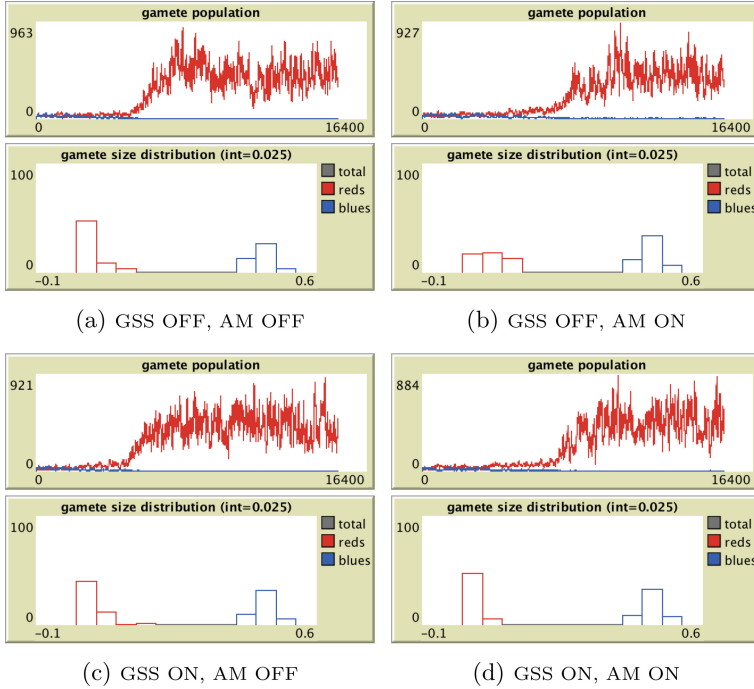 gamete population
963
0
0
16400
gamete size distribution (int=0.025)
100
0
-0.1
0.6
total
reds
blues
(a) GSS OFF, AM OFF
gamete population
927
0
0
16400
gamete size distribution (int=0.025)
100
0
-0.1
0.6
total
reds
blues
(b) GSS OFF, AM ON
gamete population
921
0
0
16400
gamete size distribution (int=0.025)
100
0
-0.1
0.6
total
reds
blues
(c) GSS ON, AM OFF
gamete population
884
0
0
16400
gamete size distribution (int=0.025)
100
0
-0.1
0.6
total
reds
blues
(d) GSS ON, AM ON